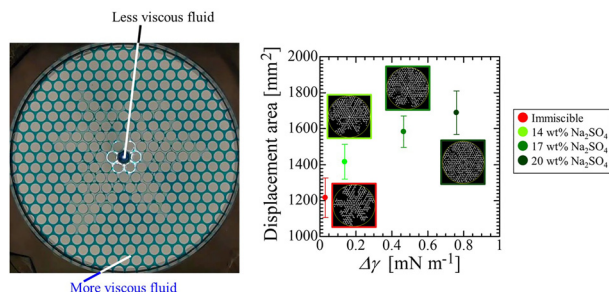 Less viscous fluid
More viscous fluid
Displacement area [mm²]
2000
1800
1600
1400
1200
1000
0
0.2
0.4
0.6
0.8
1
Δγ [mN m⁻¹]
Immiscible
14 wt% Na₂SO₄
17 wt% Na₂SO₄
20 wt% Na₂SO₄